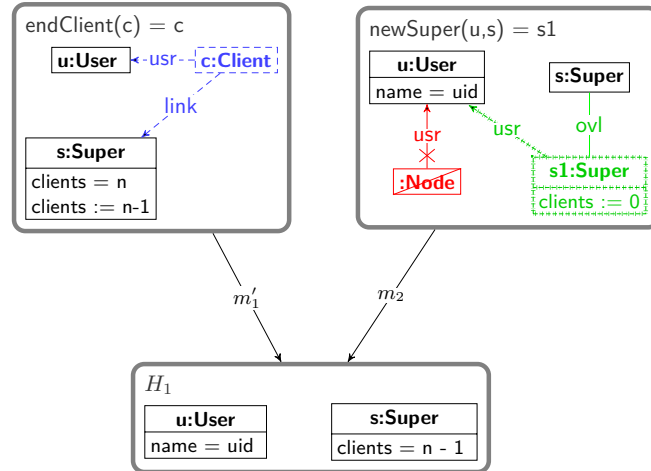 endClient(c) = c
u:User
usr
c:Client
link
s:Super
clients = n
clients := n-1
newSuper(u,s) = s1
u:User
name = uid
s:Super
usr
usr
ovl
:Node
s1:Super
clients := 0
m′1
m2
H1
u:User
name = uid
s:Super
clients = n - 1